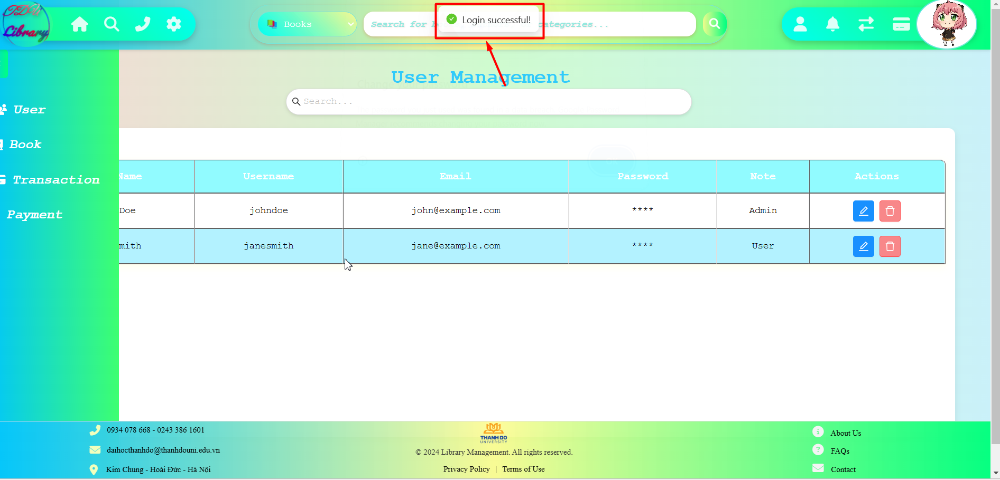 TDU
Library
Books
Search for b
categories...
Login successful!
User Management
Search...
User
Book
Transaction
Payment
Name
Username
Email
Password
Note
Actions
Doe
johndoe
john@example.com
****
Admin
mith
janesmith
jane@example.com
****
User
0934 078 668 - 0243 386 1601
daihocthanhdo@thanhdouni.edu.vn
Kim Chung - Hoài Đức - Hà Nội
THANH DO
UNIVERSITY
© 2024 Library Management. All rights reserved.
Privacy Policy | Terms of Use
About Us
FAQs
Contact